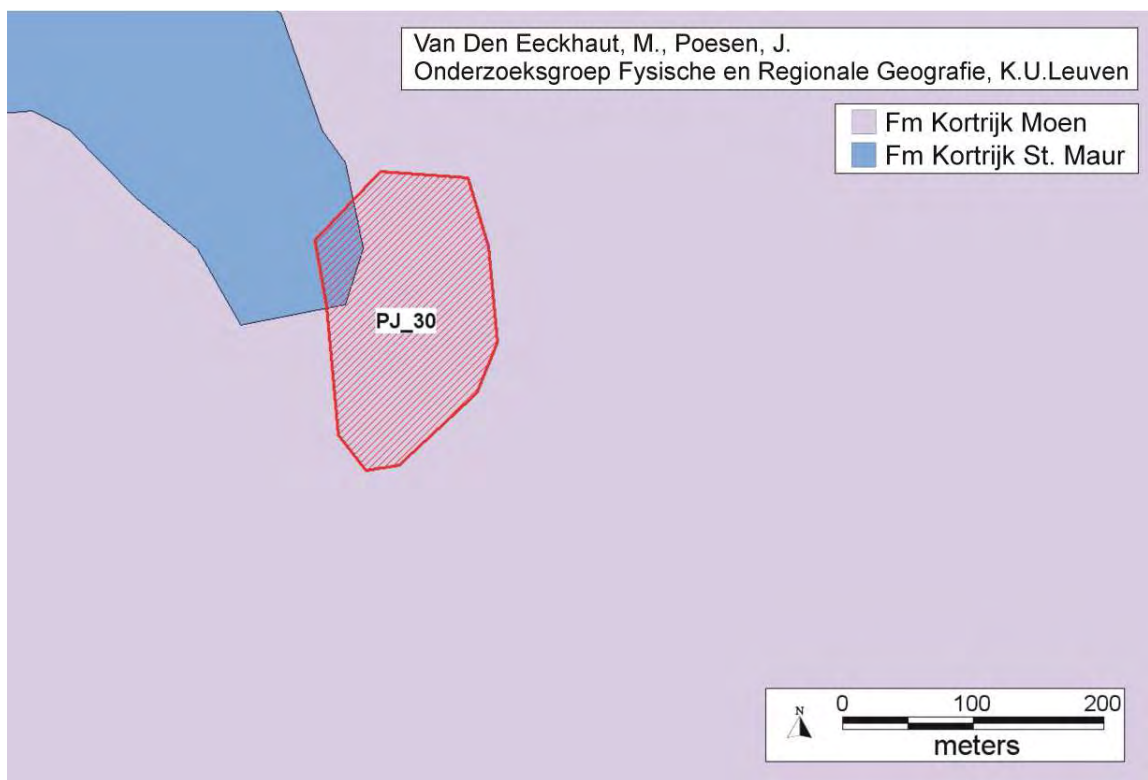 Van Den Eeckhaut, M., Poesen, J.
Onderzoeksgroep Fysische en Regionale Geografie, K.U.Leuven
Fm Kortrijk Moen
Fm Kortrijk St. Maur
PJ_30
N
0 100 200
meters